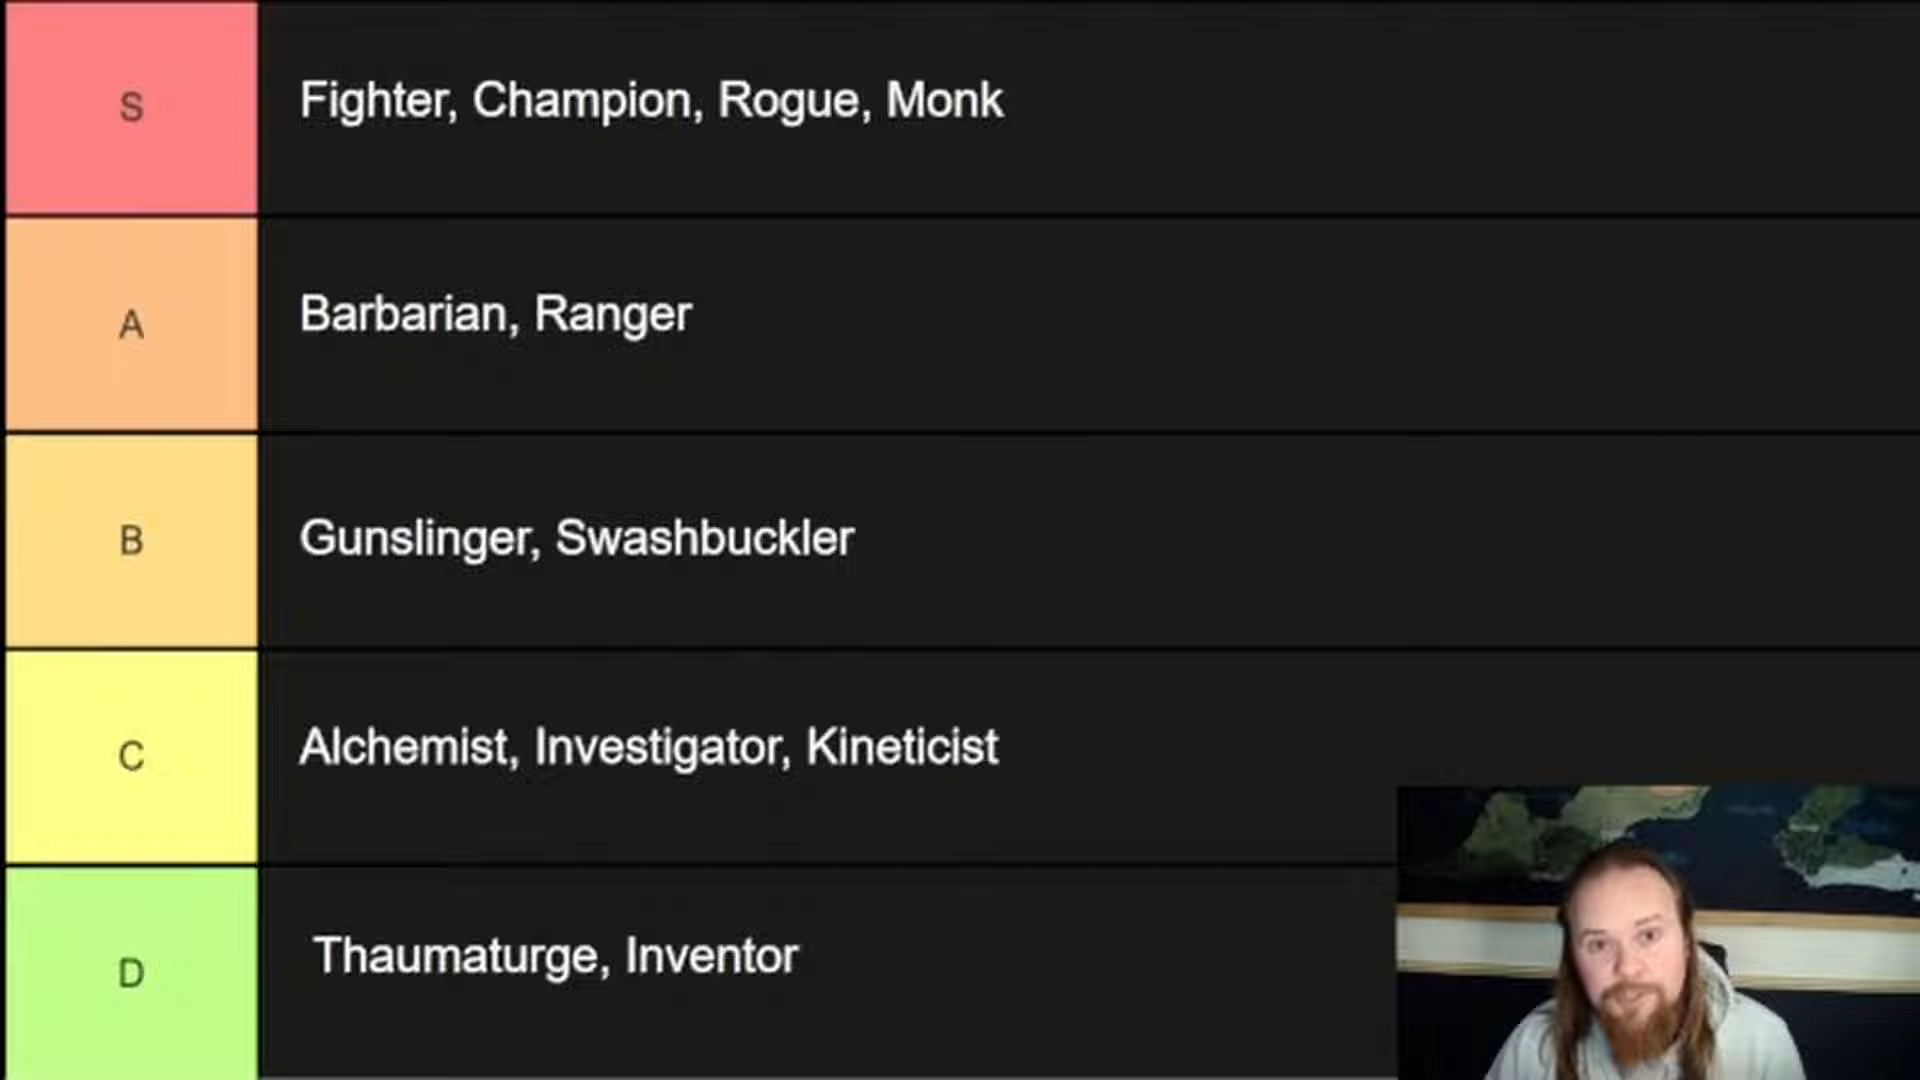 S
Fighter, Champion, Rogue, Monk
A
Barbarian, Ranger
B
Gunslinger, Swashbuckler
C
Alchemist, Investigator, Kineticist
D
Thaumaturge, Inventor